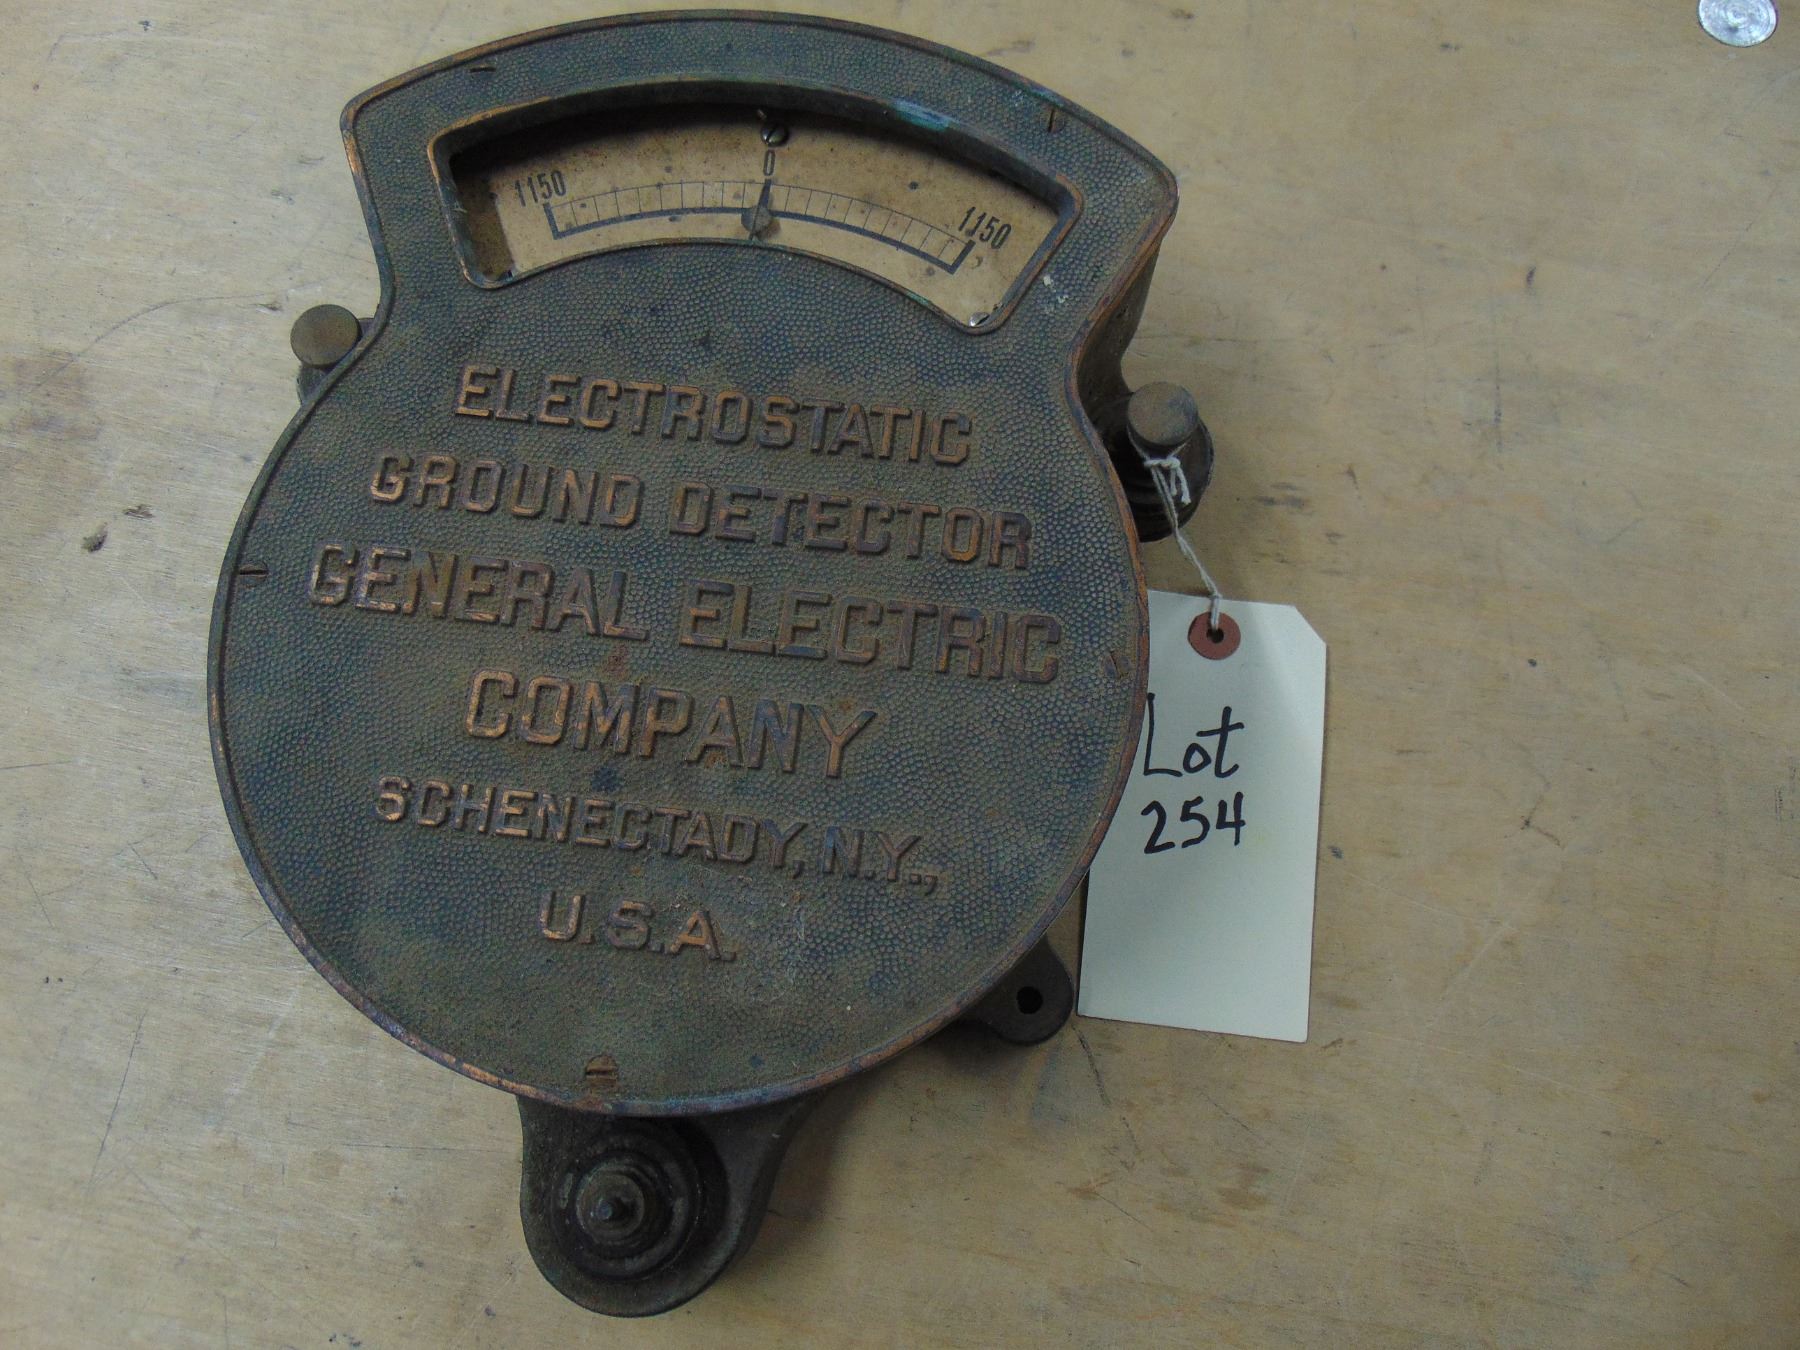 0
1150
1150
ELECTROSTATIC
GROUND DETECTOR
GENERAL ELECTRIC
COMPANY
SCHENECTADY, N.Y.,
U.S.A.
Lot
254